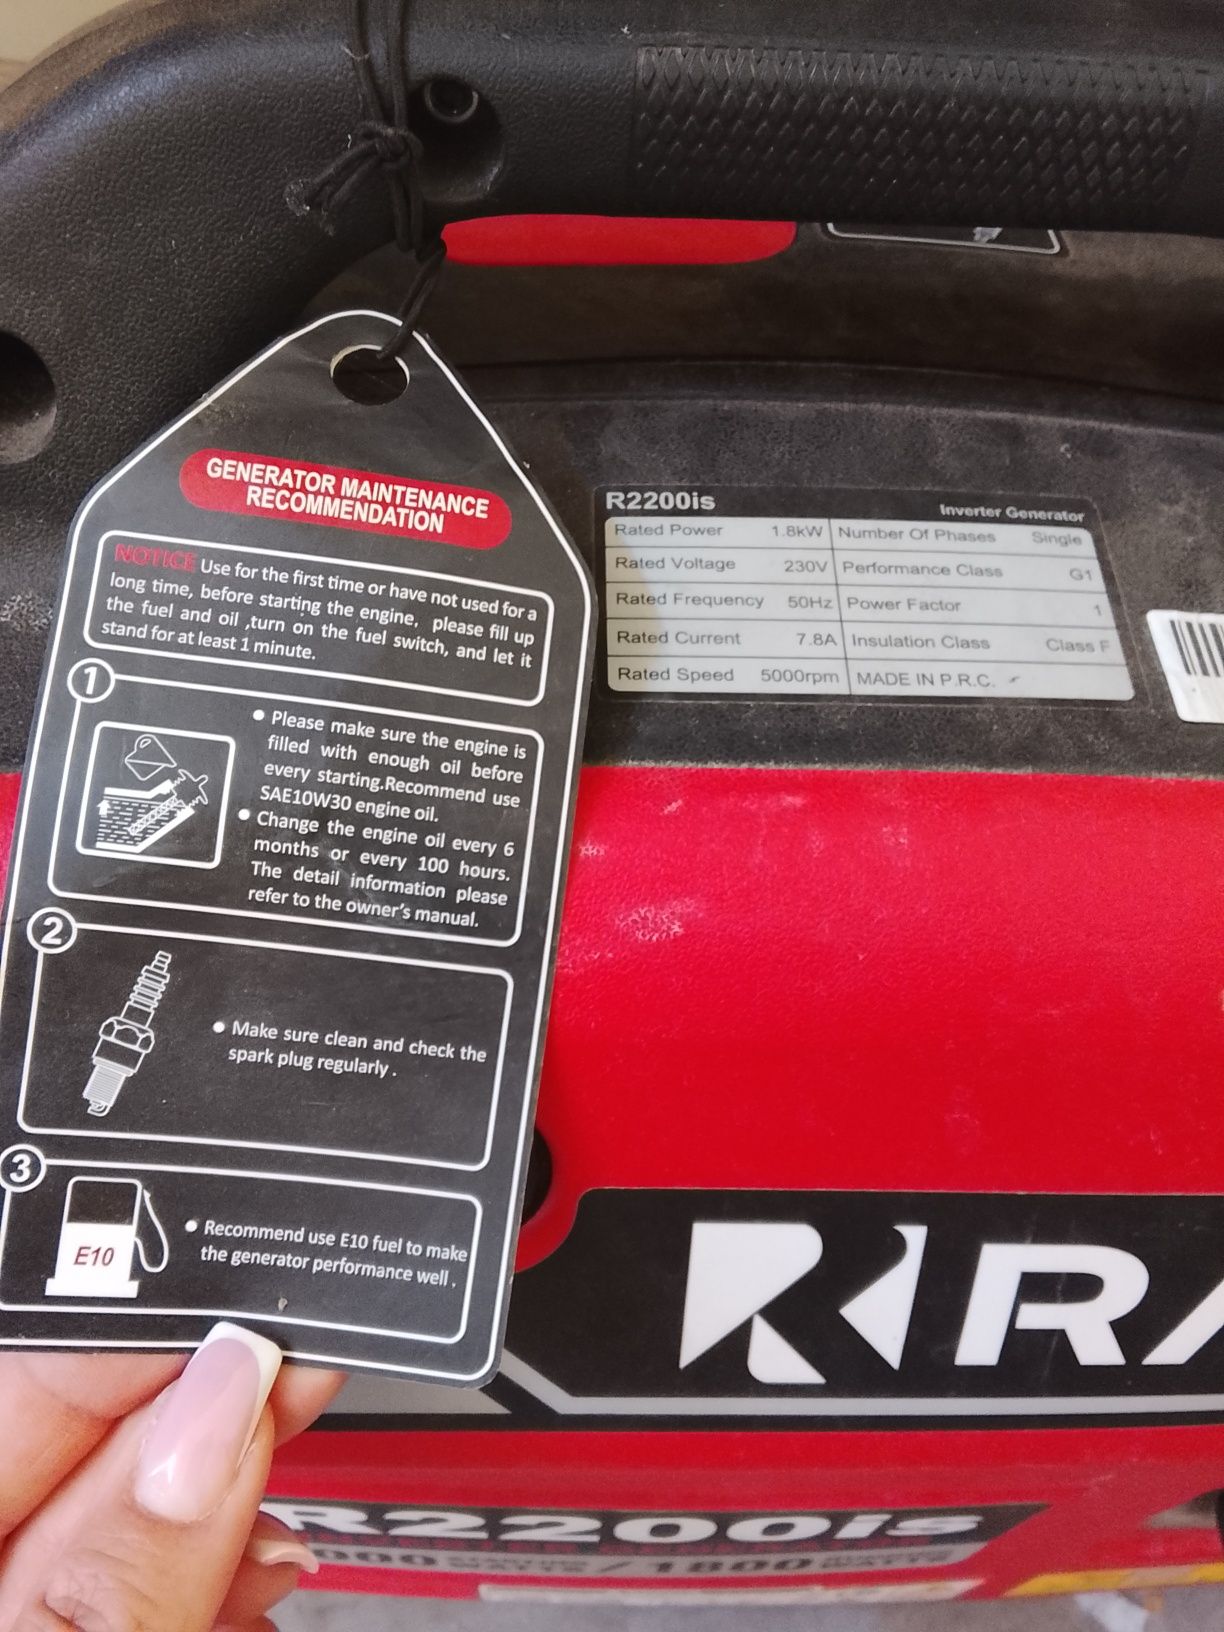 GENERATOR MAINTENANCE
RECOMMENDATION
NOTICE Use for the first time or have not used for a
long time, before starting the engine, please fill up
the fuel and oil ,turn on the fuel switch, and let it
stand for at least 1 minute.
1
● Please make sure the engine is
filled with enough oil before
every starting.Recommend use
SAE10W30 engine oil.
● Change the engine oil every 6
months or every 100 hours.
The detail information please
refer to the owner's manual.
2
● Make sure clean and check the
spark plug regularly .
3
E10
● Recommend use E10 fuel to make
the generator performance well .
R2200is Inverter Generator
Rated Power 1.8kW Number Of Phases Single
Rated Voltage 230V Performance Class G1
Rated Frequency 50Hz Power Factor 1
Rated Current 7.8A Insulation Class Class F
Rated Speed 5000rpm MADE IN P.R.C.
R2200is
1800